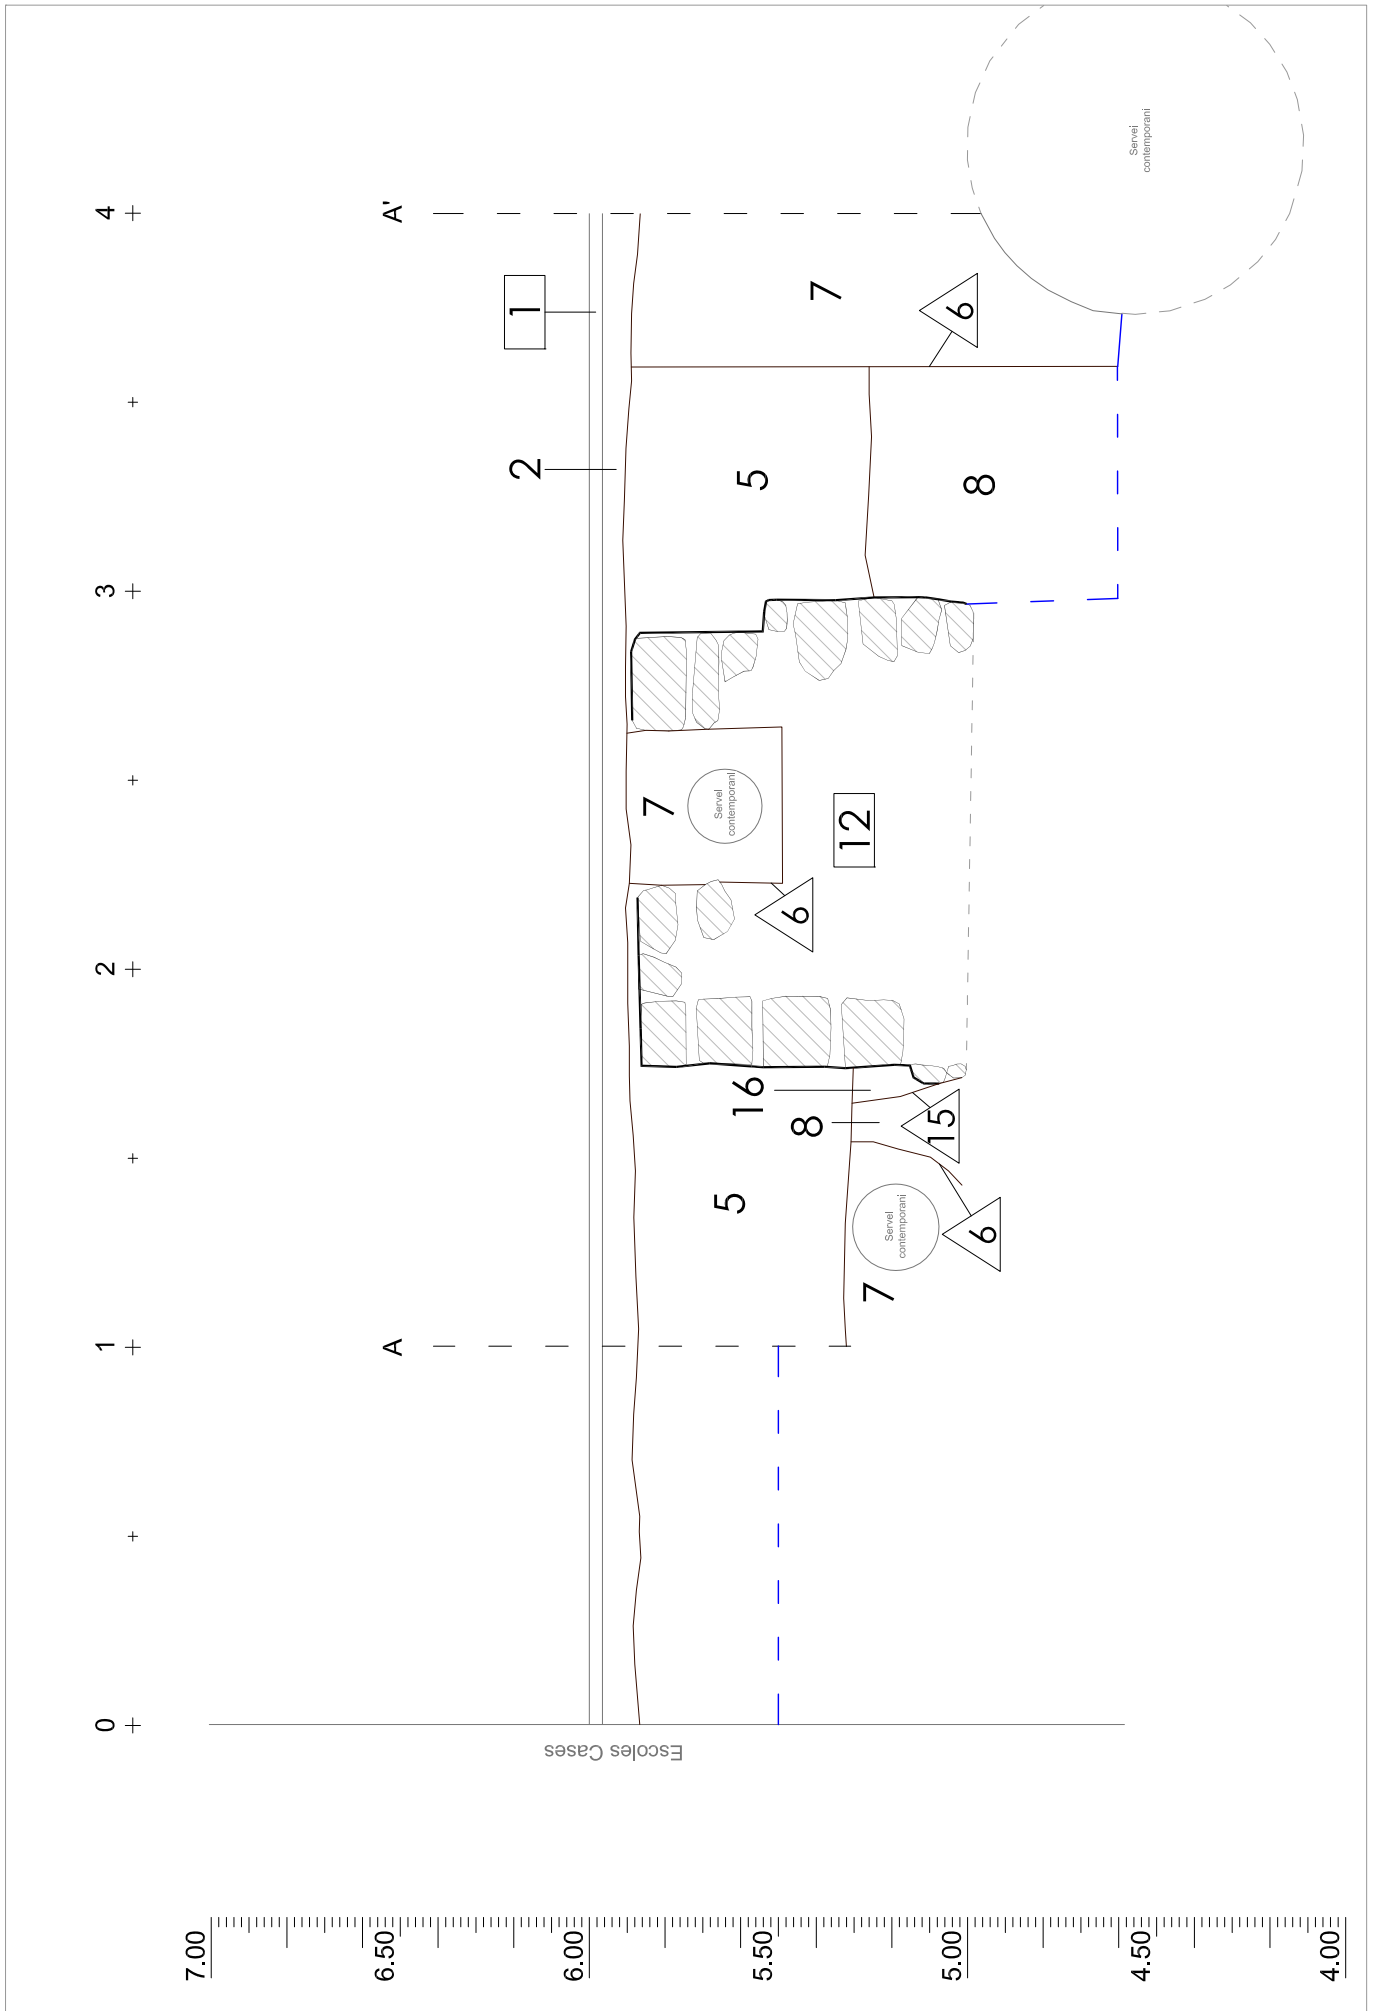 0 1 2 3 4
7.00
6.50
A A'
6.00
2 1
Escoles Cases
7
Servei
contemporani
5 16 5
5.50
8 6
12 7
7
Servei
contemporani
15 6
5.00
6 8
Servei
contemporani
4.50
4.00